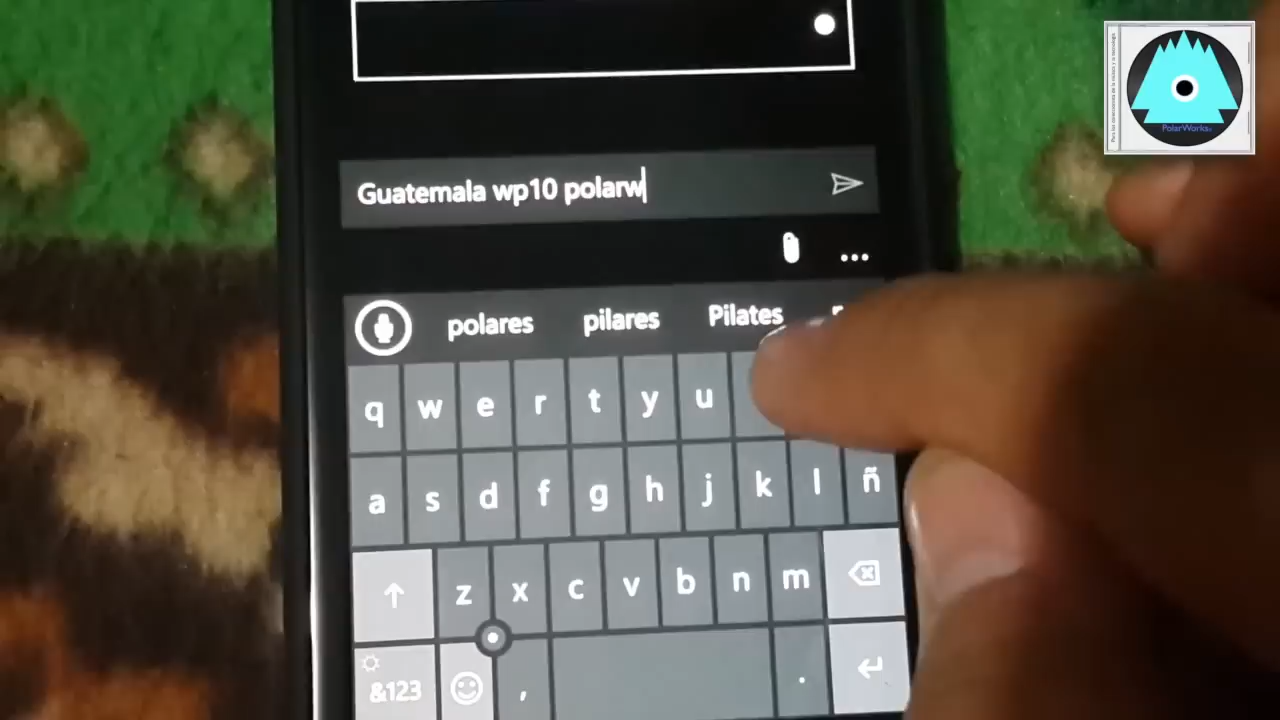 Guatemala wp10 polarw
...
polares pilares Pilates
q w e r t y u
a s d f g h j k l ñ
z x c v b n m
&123 , .
PolarWorks